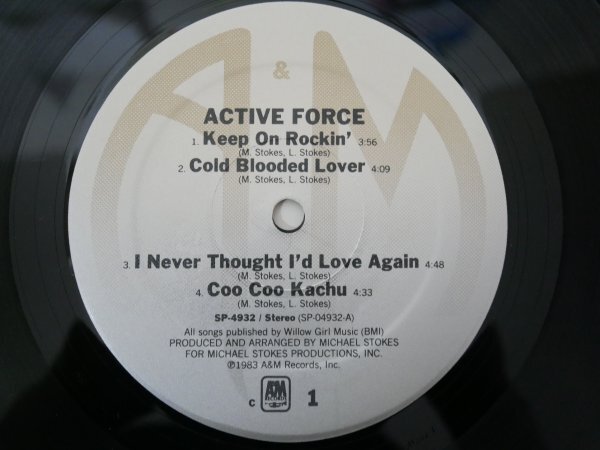 A&M
ACTIVE FORCE
1. Keep On Rockin' 3:56
(M. Stokes, L. Stokes)
2. Cold Blooded Lover 4:09
(M. Stokes, L. Stokes)
3. I Never Thought I'd Love Again 4:48
(M. Stokes, L. Stokes)
4. Coo Coo Kachu 4:33
(M. Stokes, L. Stokes)
SP-4932 / Stereo (SP-04932-A)
All songs published by Willow Girl Music (BMI)
PRODUCED AND ARRANGED BY MICHAEL STOKES
FOR MICHAEL STOKES PRODUCTIONS, INC.
℗1983 A&M Records, Inc.
C A&M RECORDS 1